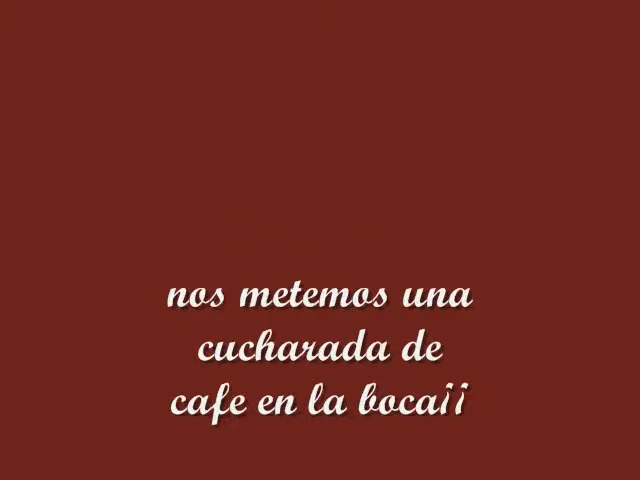 nos metemos una
cucharada de
cafe en la boca¡¡